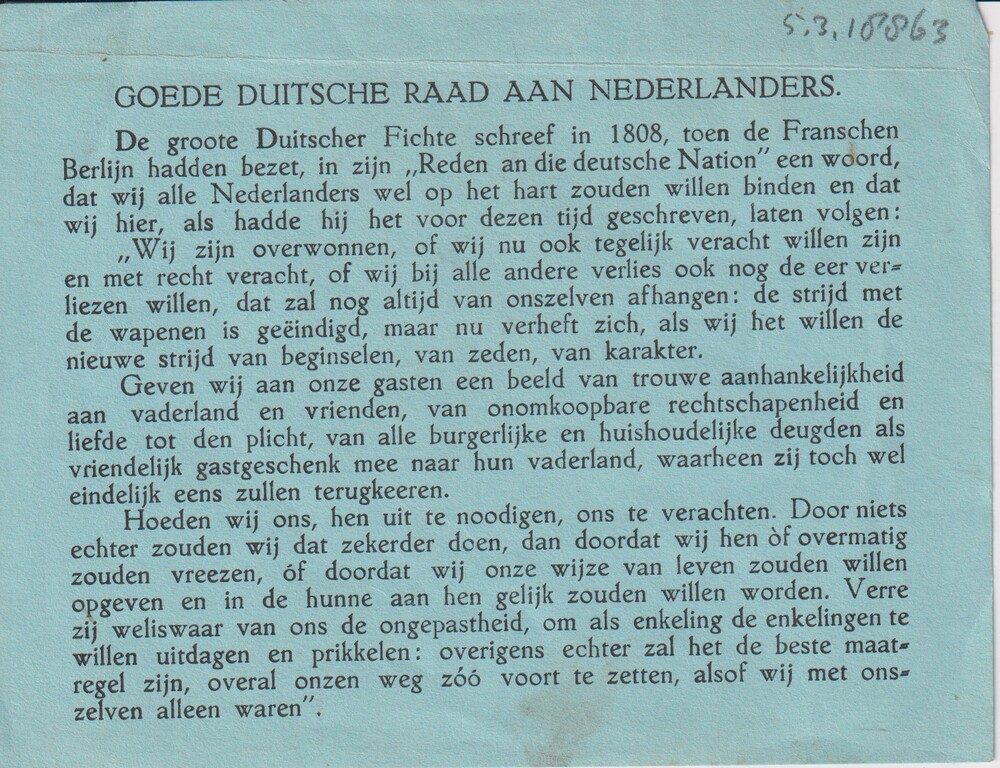 5.3.18863
GOEDE DUITSCHE RAAD AAN NEDERLANDERS.
De groote Duitscher Fichte schreef in 1808, toen de Franschen
Berlijn hadden bezet, in zijn „Reden an die deutsche Nation” een woord,
dat wij alle Nederlanders wel op het hart zouden willen binden en dat
wij hier, als hadde hij het voor dezen tijd geschreven, laten volgen:
„Wij zijn overwonnen, of wij nu ook tegelijk veracht willen zijn
en met recht veracht, of wij bij alle andere verlies ook nog de eer ver=
liezen willen, dat zal nog altijd van onszelven afhangen: de strijd met
de wapenen is geëindigd, maar nu verheft zich, als wij het willen de
nieuwe strijd van beginselen, van zeden, van karakter.
Geven wij aan onze gasten een beeld van trouwe aanhankelijkheid
aan vaderland en vrienden, van onomkoopbare rechtschapenheid en
liefde tot den plicht, van alle burgerlijke en huishoudelijke deugden als
vriendelijk gastgeschenk mee naar hun vaderland, waarheen zij toch wel
eindelijk eens zullen terugkeeren.
Hoeden wij ons, hen uit te noodigen, ons te verachten. Door niets
echter zouden wij dat zekerder doen, dan doordat wij hen òf overmatig
zouden vreezen, óf doordat wij onze wijze van leven zouden willen
opgeven en in de hunne aan hen gelijk zouden willen worden. Verre
zij weliswaar van ons de ongepastheid, om als enkeling de enkelingen te
willen uitdagen en prikkelen: overigens echter zal het de beste maat=
regel zijn, overal onzen weg zóó voort te zetten, alsof wij met ons=
zelven alleen waren”.